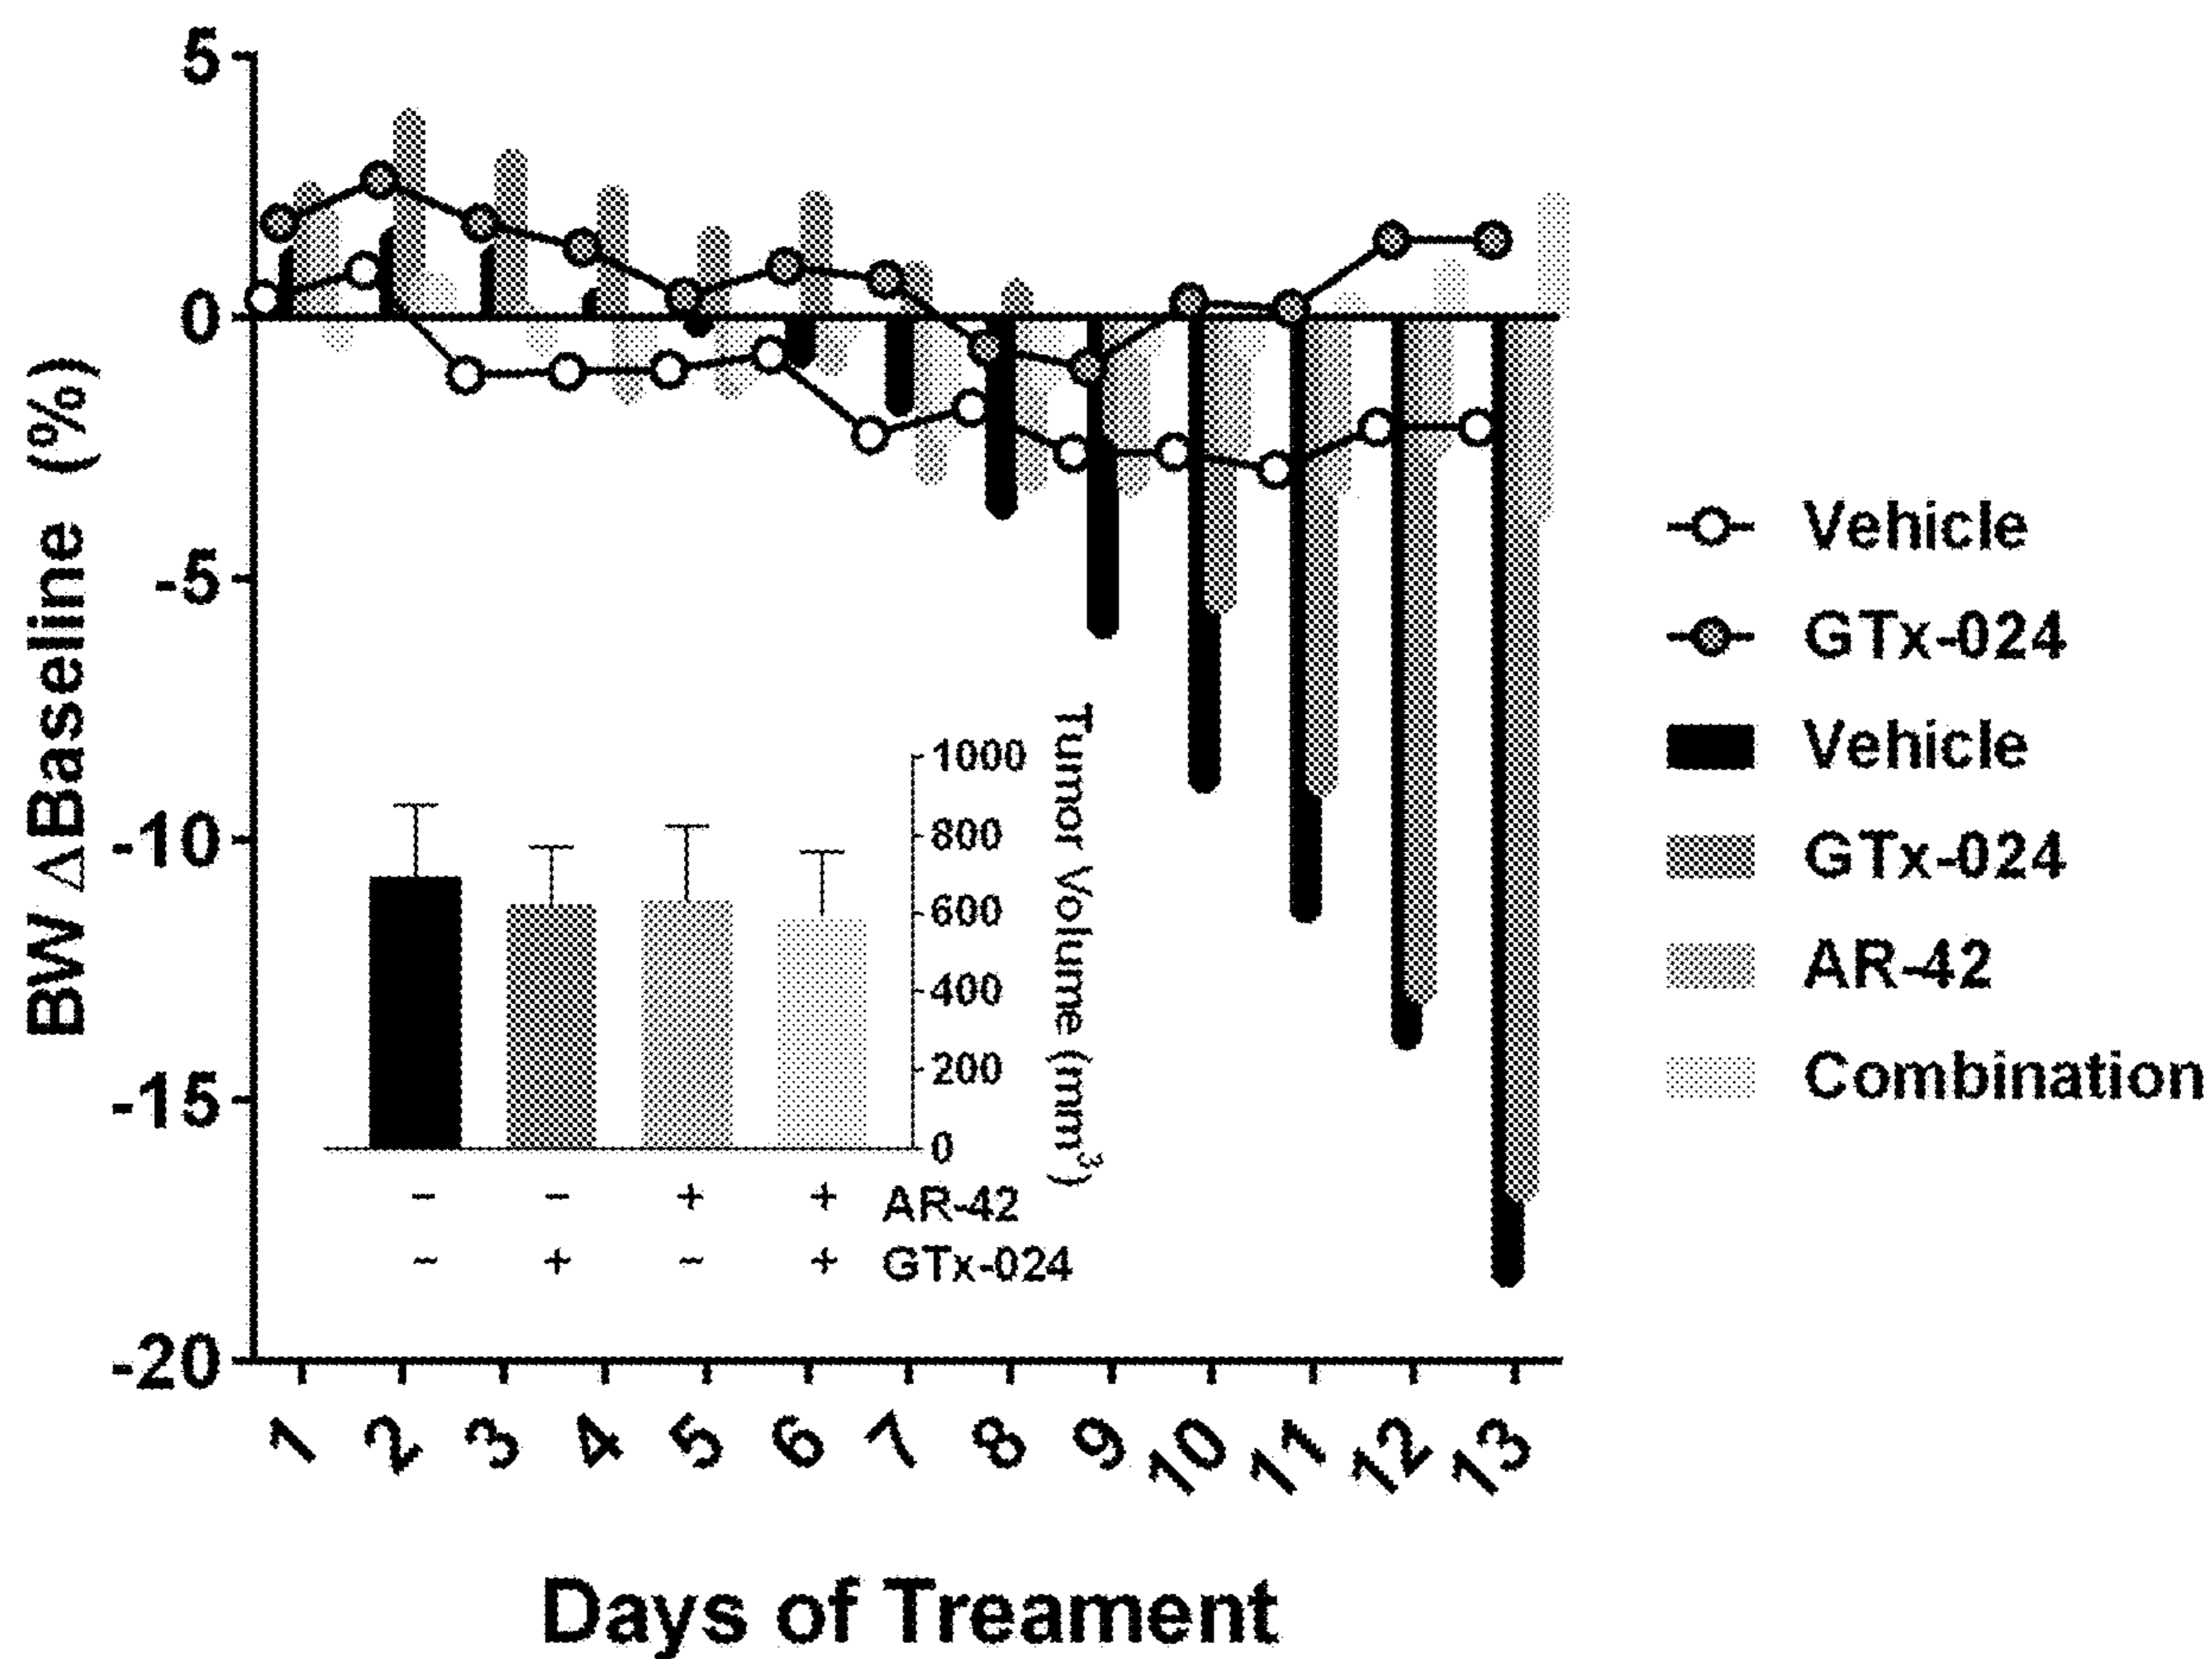 BW ΔBaseline (%)
5
0
-5
-10
-15
-20
1 2 3 4 5 6 7 8 9 10 11 12 13
Days of Treament
Vehicle
GTx-024
Vehicle
GTx-024
AR-42
Combination
Tumor Volume (mm³)
1000
800
600
400
200
0
− − + + AR-42
− + − + GTx-024